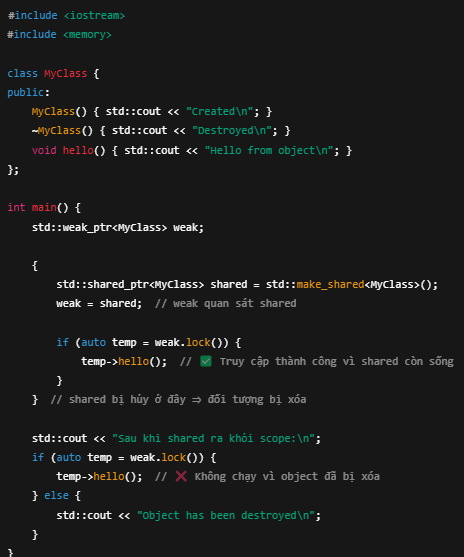 #include <iostream>
#include <memory>

class MyClass {
public:
    MyClass() { std::cout << "Created\n"; }
    ~MyClass() { std::cout << "Destroyed\n"; }
    void hello() { std::cout << "Hello from object\n"; }
};

int main() {
    std::weak_ptr<MyClass> weak;

    {
        std::shared_ptr<MyClass> shared = std::make_shared<MyClass>();
        weak = shared;  // weak quan sát shared

        if (auto temp = weak.lock()) {
            temp->hello();  // ✅ Truy cập thành công vì shared còn sống
        }
    }  // shared bị hủy ở đây ⇒ đối tượng bị xóa

    std::cout << "Sau khi shared ra khỏi scope:\n";
    if (auto temp = weak.lock()) {
        temp->hello();  // ❌ Không chạy vì object đã bị xóa
    } else {
        std::cout << "Object has been destroyed\n";
    }
}